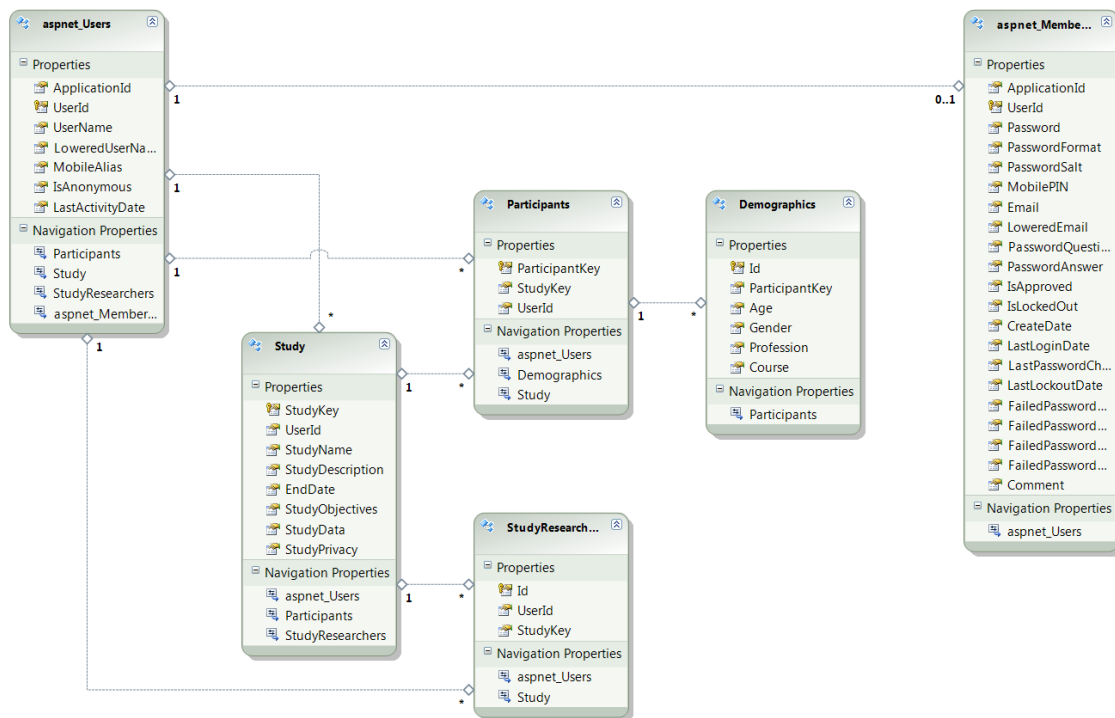 aspnet_Users
Properties
ApplicationId
UserId
UserName
LoweredUserNa...
MobileAlias
IsAnonymous
LastActivityDate
Navigation Properties
Participants
Study
StudyResearchers
aspnet_Member...
1
0..1
1
*
1
*
1
*
aspnet_Membe...
Properties
ApplicationId
UserId
Password
PasswordFormat
PasswordSalt
MobilePIN
Email
LoweredEmail
PasswordQuesti...
PasswordAnswer
IsApproved
IsLockedOut
CreateDate
LastLoginDate
LastPasswordCh...
LastLockoutDate
FailedPassword...
FailedPassword...
FailedPassword...
FailedPassword...
Comment
Navigation Properties
aspnet_Users
Participants
Properties
ParticipantKey
StudyKey
UserId
Navigation Properties
aspnet_Users
Demographics
Study
1
*
Demographics
Properties
Id
ParticipantKey
Age
Gender
Profession
Course
Navigation Properties
Participants
Study
Properties
StudyKey
UserId
StudyName
StudyDescription
EndDate
StudyObjectives
StudyData
StudyPrivacy
Navigation Properties
aspnet_Users
Participants
StudyResearchers
1
*
1
*
StudyResearch...
Properties
Id
UserId
StudyKey
Navigation Properties
aspnet_Users
Study